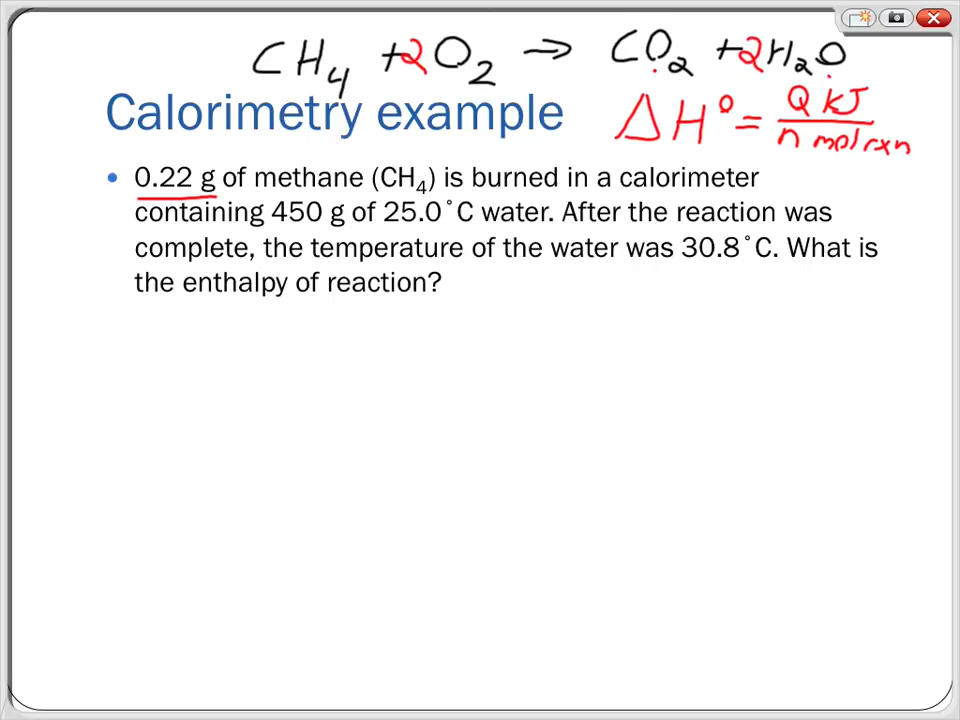 CH₄ + 2O₂ → CO₂ + 2H₂O
Calorimetry example
ΔH° = Q kJ / n mol rxn
• 0.22 g of methane (CH₄) is burned in a calorimeter
containing 450 g of 25.0˚C water. After the reaction was
complete, the temperature of the water was 30.8˚C. What is
the enthalpy of reaction?